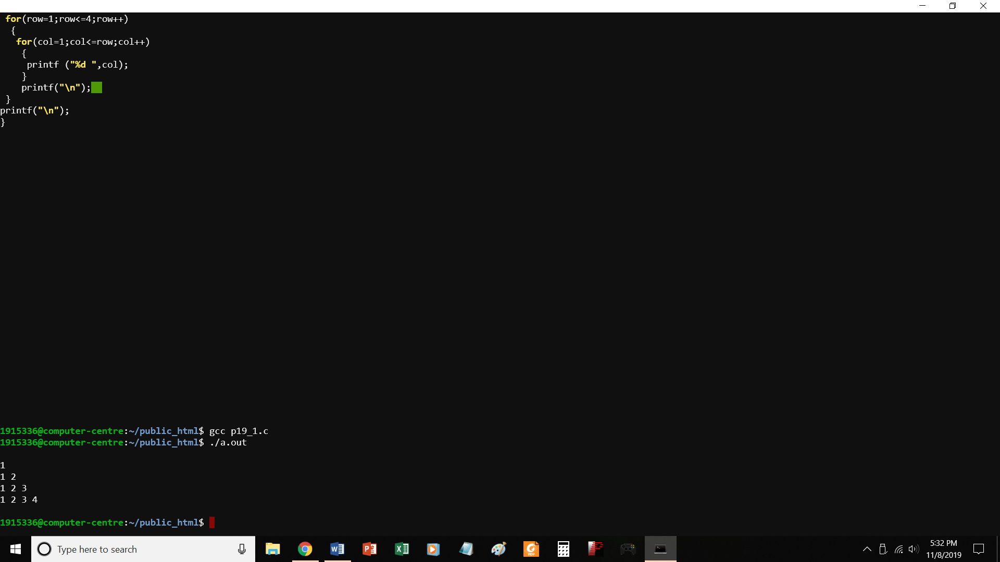 for(row=1;row<=4;row++)
{
for(col=1;col<=row;col++)
{
printf ("%d ",col);
}
printf("\n");
}
printf("\n");
}
1915336@computer-centre:~/public_html$ gcc p19_1.c
1915336@computer-centre:~/public_html$ ./a.out
1
1 2
1 2 3
1 2 3 4
1915336@computer-centre:~/public_html$
Type here to search
5:32 PM
11/8/2019